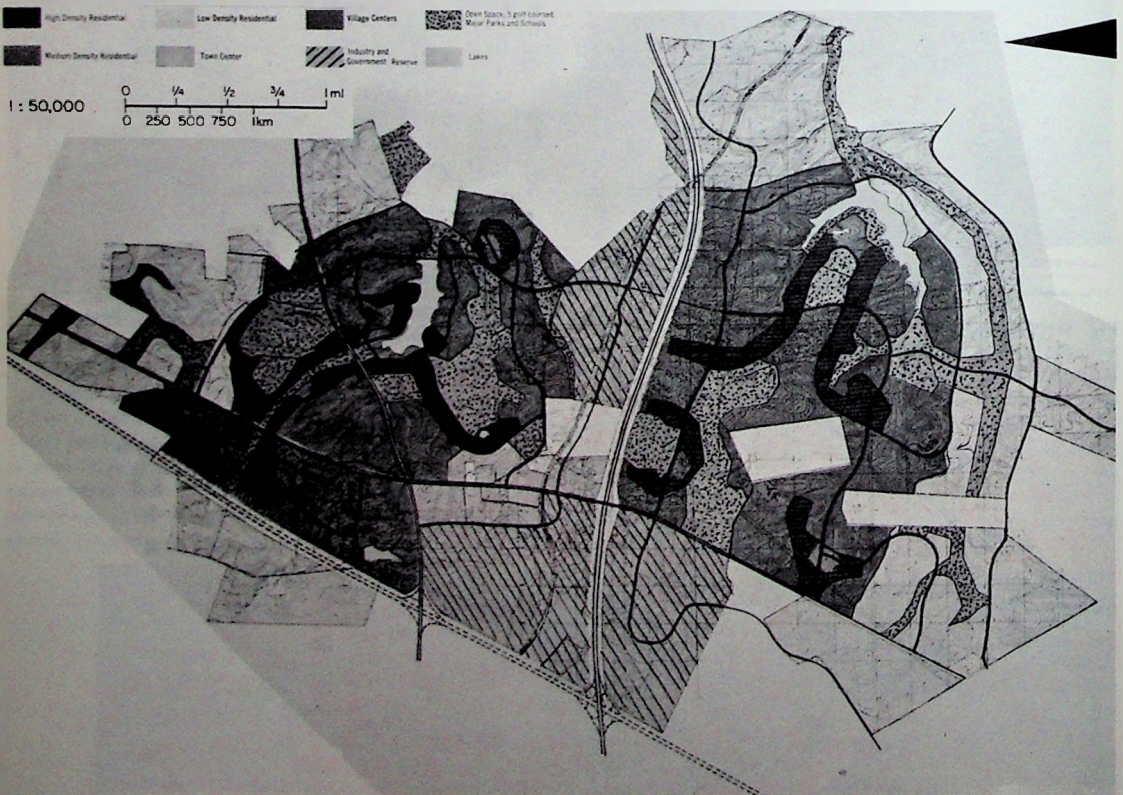 High Density Residential
Low Density Residential
Village Centers
Open Space, 5 golf courses,
Major Parks and Schools
Medium Density Residential
Town Center
Industry and
Government Reserve
Lakes
1:50,000
0 1/4 1/2 3/4 1 mi
0 250 500 750 1km